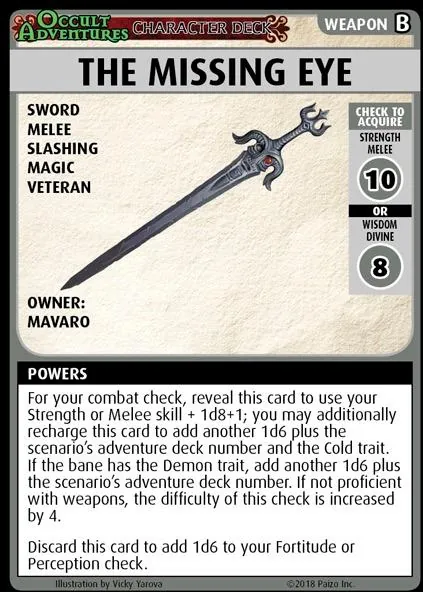 OCCULT
ADVENTURES CHARACTER DECK
WEAPON B
THE MISSING EYE
SWORD
MELEE
SLASHING
MAGIC
VETERAN
CHECK TO
ACQUIRE
STRENGTH
MELEE
10
OR
WISDOM
DIVINE
8
OWNER:
MAVARO
POWERS
For your combat check, reveal this card to use your
Strength or Melee skill + 1d8+1; you may additionally
recharge this card to add another 1d6 plus the
scenario's adventure deck number and the Cold trait.
If the bane has the Demon trait, add another 1d6 plus
the scenario's adventure deck number. If not proficient
with weapons, the difficulty of this check is increased
by 4.
Discard this card to add 1d6 to your Fortitude or
Perception check.
Illustration by Vicky Yarova ©2018 Paizo Inc.